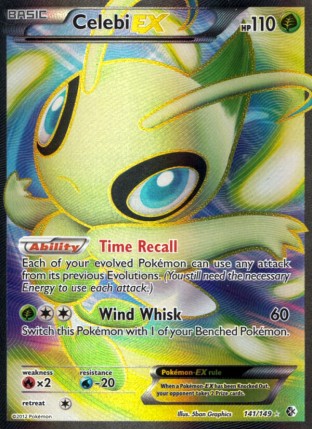 BASIC
Celebi EX
HP 110
Ability Time Recall
Each of your evolved Pokémon can use any attack
from its previous Evolutions. (You still need the necessary
Energy to use each attack.)
Wind Whisk 60
Switch this Pokémon with 1 of your Benched Pokémon.
weakness
×2
resistance
-20
retreat
Pokémon-EX rule
When a Pokémon-EX has been Knocked Out,
your opponent takes 2 Prize cards.
©2012 Pokémon
Illus. 5ban Graphics
141/149